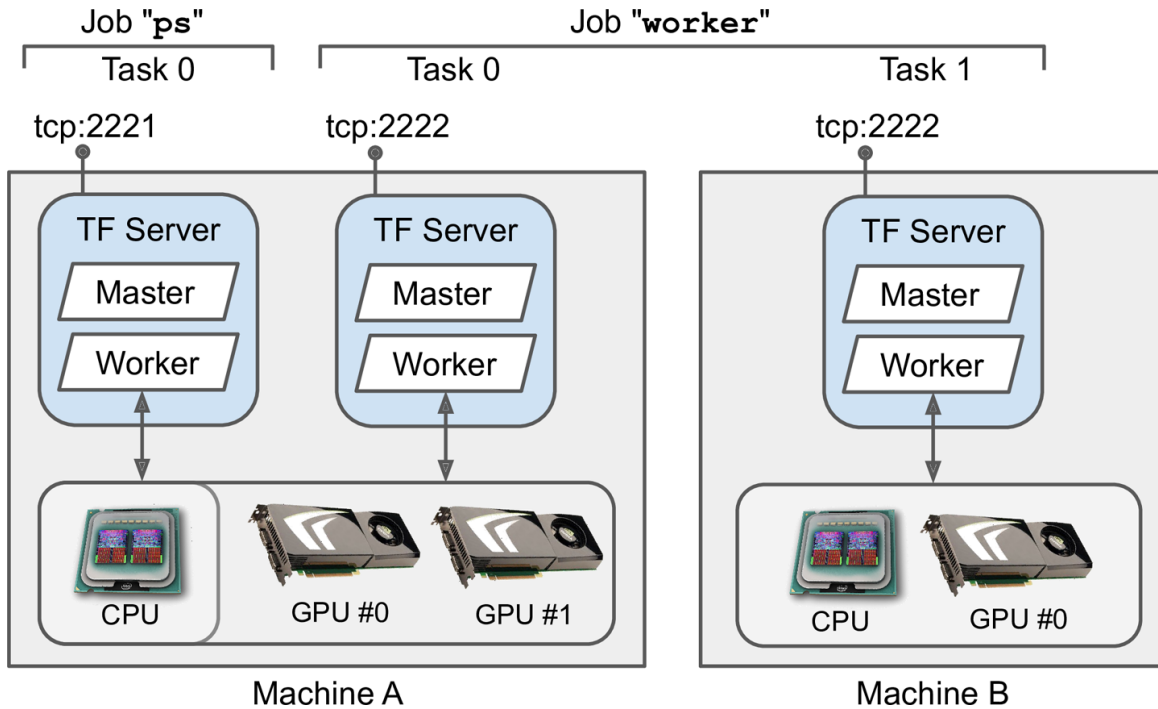 Job "ps"
Job "worker"
Task 0
Task 0
Task 1
tcp:2221
tcp:2222
tcp:2222
TF Server
Master
Worker
TF Server
Master
Worker
TF Server
Master
Worker
CPU
GPU #0
GPU #1
CPU
GPU #0
Machine A
Machine B